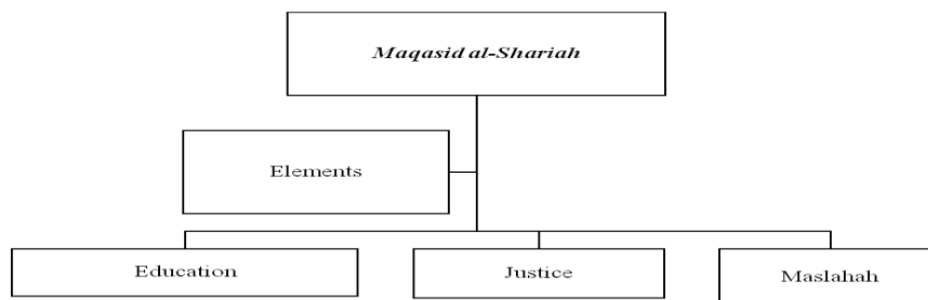 Maqasid al-Shariah
Elements
Education
Justice
Maslahah